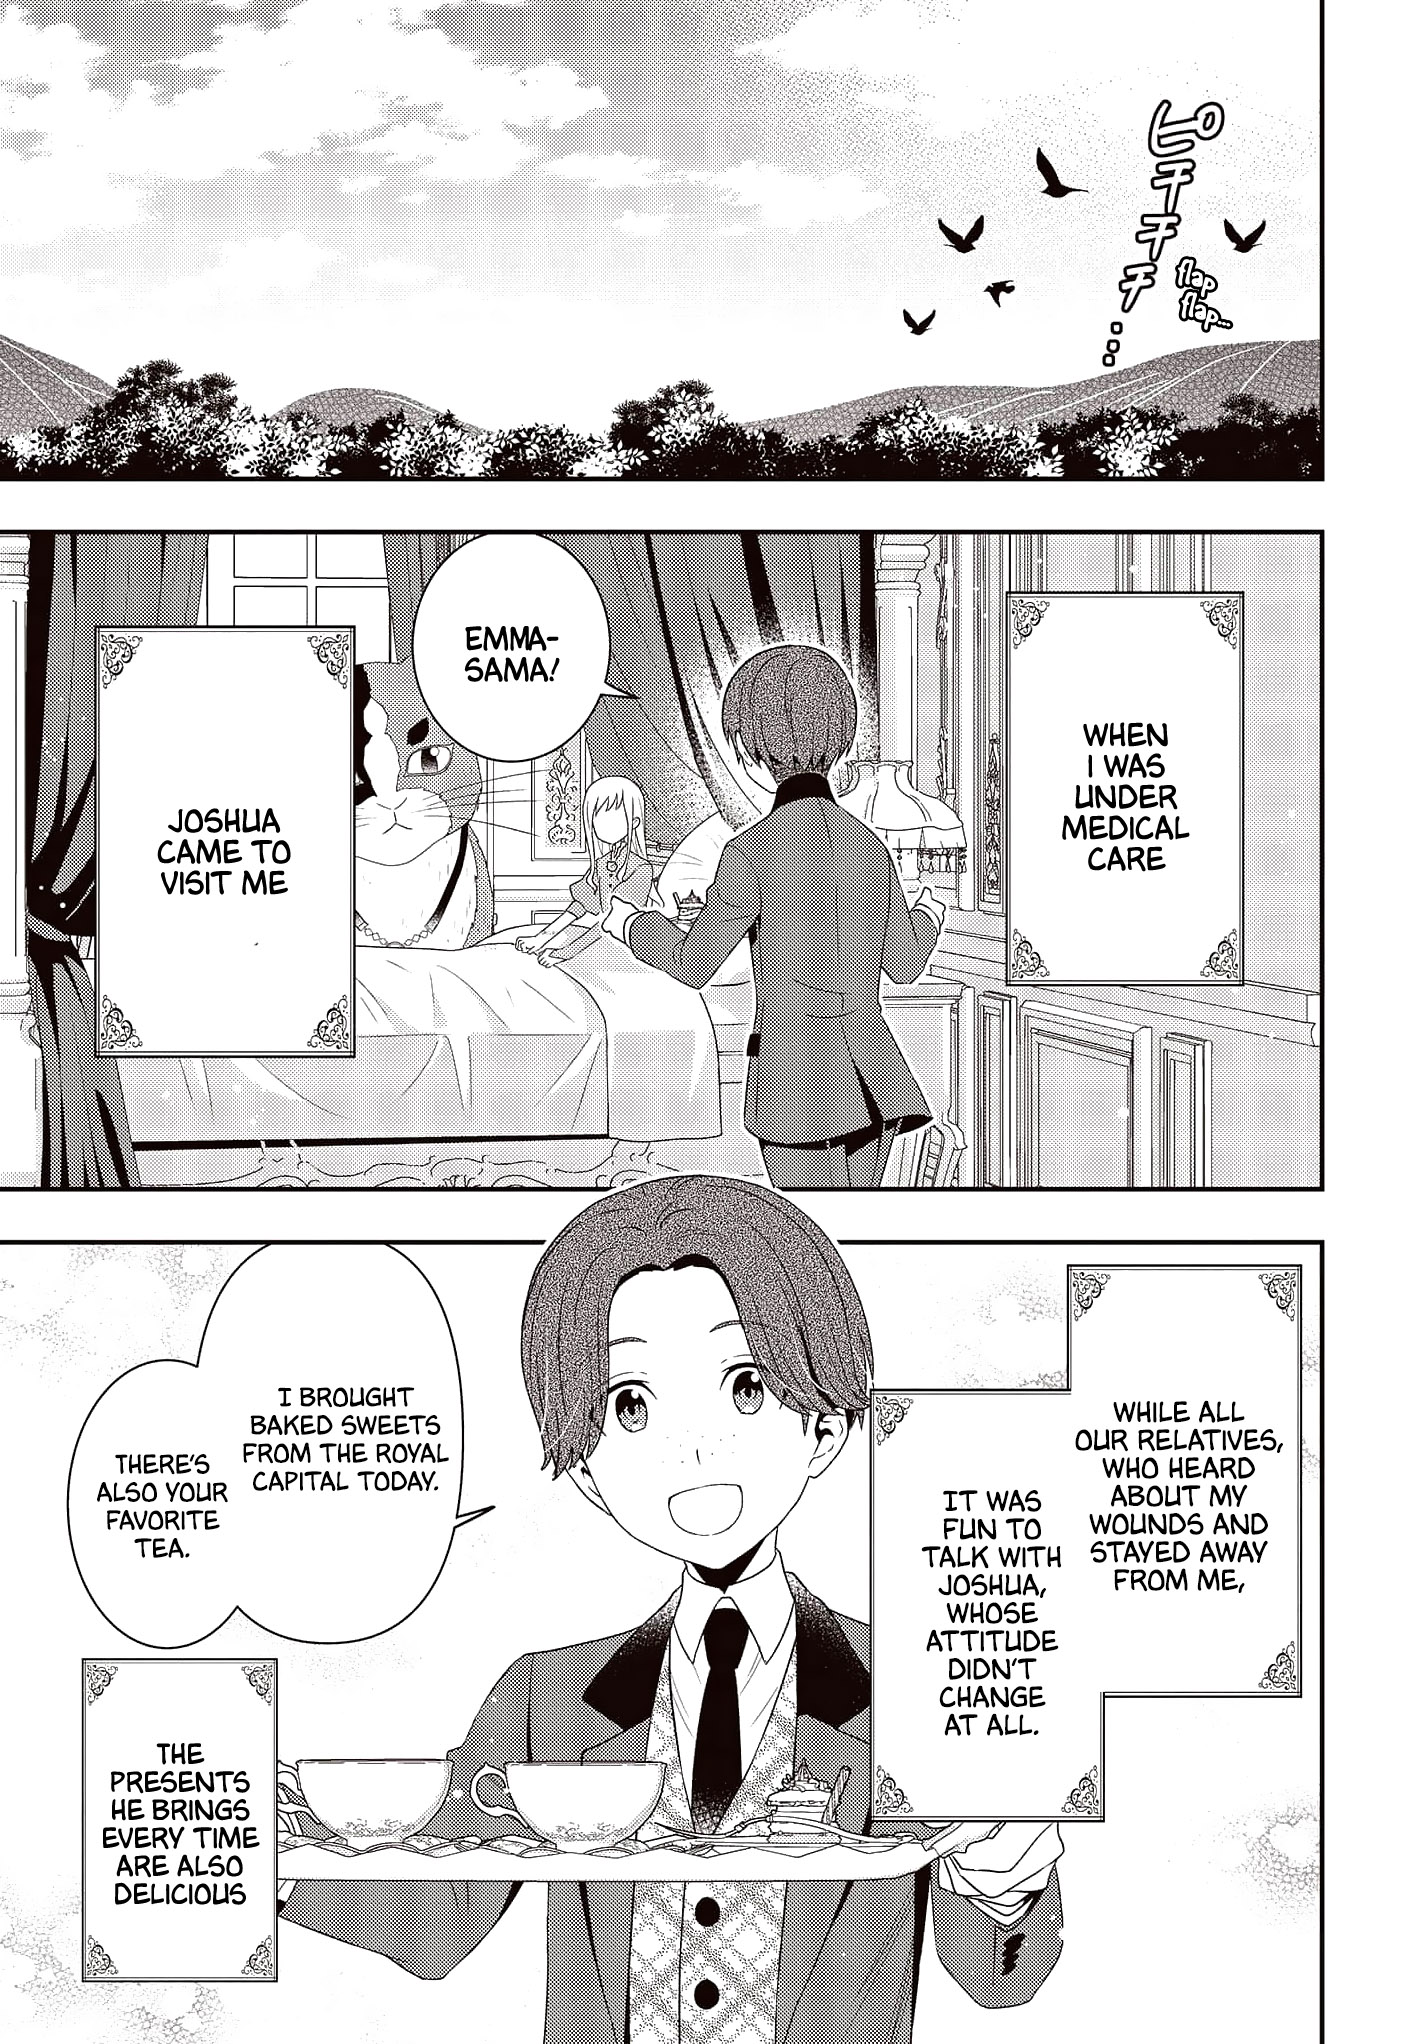 ピチチチ…
flap
flap...
WHEN
I WAS
UNDER
MEDICAL
CARE
EMMA-
SAMA!
JOSHUA
CAME TO
VISIT ME
WHILE ALL
OUR RELATIVES,
WHO HEARD
ABOUT MY
WOUNDS AND
STAYED AWAY
FROM ME,
IT WAS
FUN TO
TALK WITH
JOSHUA,
WHOSE
ATTITUDE
DIDN'T
CHANGE
AT ALL.
I BROUGHT
BAKED SWEETS
FROM THE ROYAL
CAPITAL TODAY.
THERE'S
ALSO YOUR
FAVORITE
TEA.
THE
PRESENTS
HE BRINGS
EVERY TIME
ARE ALSO
DELICIOUS